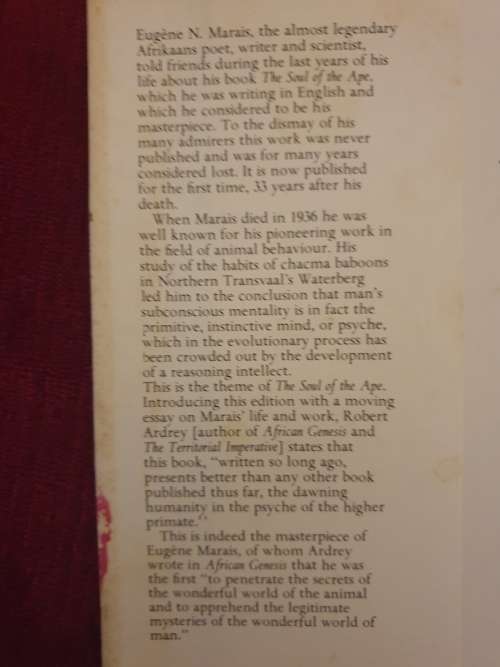 Eugène N. Marais, the almost legendary
Afrikaans poet, writer and scientist,
told friends during the last years of his
life about his book The Soul of the Ape,
which he was writing in English and
which he considered to be his
masterpiece. To the dismay of his
many admirers this work was never
published and was for many years
considered lost. It is now published
for the first time, 33 years after his
death.
When Marais died in 1936 he was
well known for his pioneering work in
the field of animal behaviour. His
study of the habits of chacma baboons
in Northern Transvaal's Waterberg
led him to the conclusion that man's
subconscious mentality is in fact the
primitive, instinctive mind, or psyche,
which in the evolutionary process has
been crowded out by the development
of a reasoning intellect.
This is the theme of The Soul of the Ape.
Introducing this edition with a moving
essay on Marais' life and work, Robert
Ardrey [author of African Genesis and
The Territorial Imperative] states that
this book, "written so long ago,
presents better than any other book
published thus far, the dawning
humanity in the psyche of the higher
primate."
This is indeed the masterpiece of
Eugène Marais, of whom Ardrey
wrote in African Genesis that he was
the first "to penetrate the secrets of
the wonderful world of the animal
and to apprehend the legitimate
mysteries of the wonderful world of
man."